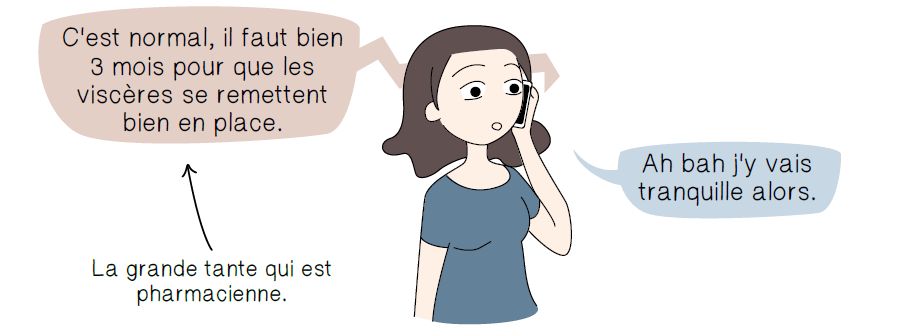 C'est normal, il faut bien
3 mois pour que les
viscères se remettent
bien en place.
Ah bah j'y vais
tranquille alors.
La grande tante qui est
pharmacienne.